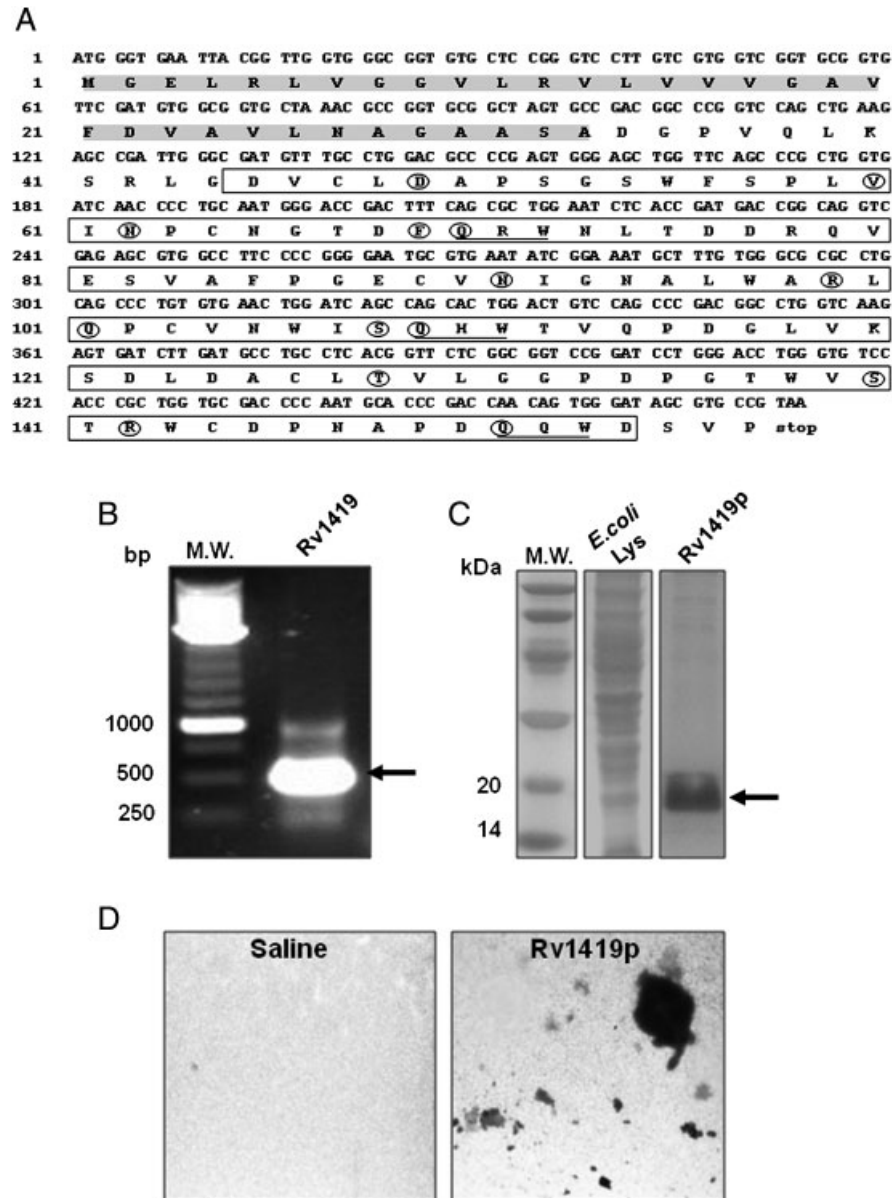 A
1 ATG GGT GAA TTA CGG TTG GTG GGC GGT GTG CTC CGG GTC CTT GTC GTG GTC GGT GCG GTG
1 M G E L R L V G G V L R V L V V V G A V
61 TTC GAT GTG GCG GTG CTA AAC GCC GGT GCG GCT AGT GCC GAC GGC CCG GTC CAG CTG AAG
21 F D V A V L N A G A A S A D G P V Q L K
121 AGC CGA TTG GGC GAT GTT TGC CTG GAC GCC CCG AGT GGG AGC TGG TTC AGC CCG CTG GTG
41 S R L G D V C L D A P S G S W F S P L V
181 ATC AAC CCC TGC AAT GGG ACC GAC TTT CAG CGC TGG AAT CTC ACC GAT GAC CGG CAG GTC
61 I N P C N G T D F Q R W N L T D D R Q V
241 GAG AGC GTG GCC TTC CCC GGG GAA TGC GTG AAT ATC GGA AAT GCT TTG TGG GCG CGC CTG
81 E S V A F P G E C V N I G N A L W A R L
301 CAG CCC TGT GTG AAC TGG ATC AGC CAG CAC TGG ACT GTC CAG CCC GAC GGC CTG GTC AAG
101 Q P C V N W I S Q H W T V Q P D G L V K
361 AGT GAT CTT GAT GCC TGC CTC ACG GTT CTC GGC GGT CCG GAT CCT GGG ACC TGG GTG TCC
121 S D L D A C L T V L G G P D P G T W V S
421 ACC CGC TGG TGC GAC CCC AAT GCA CCC GAC CAA CAG TGG GAT AGC GTG CCG TAA
141 T R W C D P N A P D Q Q W D S V P stop
B
bp M.W. Rv1419
1000
500
250
C
kDa M.W. E.coli Lys Rv1419p
20
14
D
Saline Rv1419p